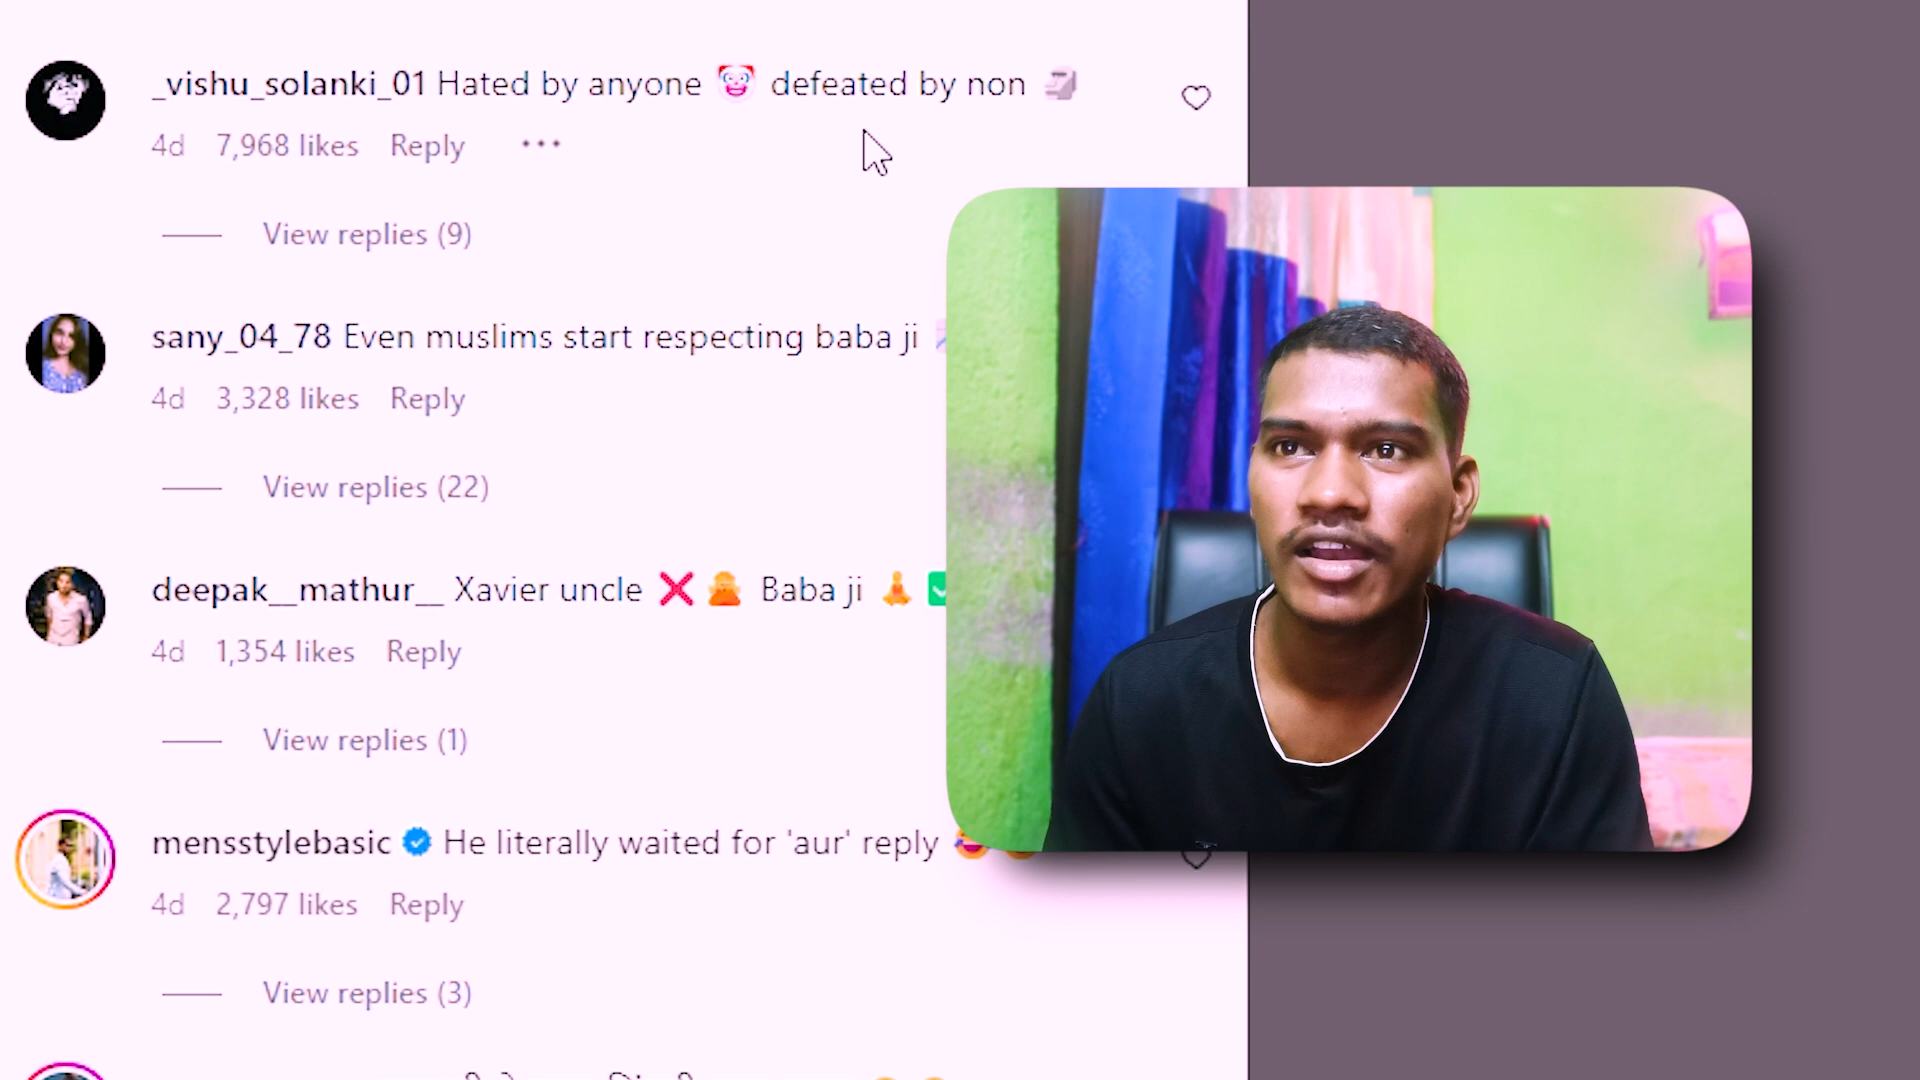 _vishu_solanki_01 Hated by anyone 🤡 defeated by non 🗿
4d 7,968 likes Reply •••
View replies (9)
sany_04_78 Even muslims start respecting baba ji
4d 3,328 likes Reply
View replies (22)
deepak__mathur__ Xavier uncle ❌ 🙈 Baba ji 🧘 ✅
4d 1,354 likes Reply
View replies (1)
mensstylebasic He literally waited for 'aur' reply 😂
4d 2,797 likes Reply
View replies (3)